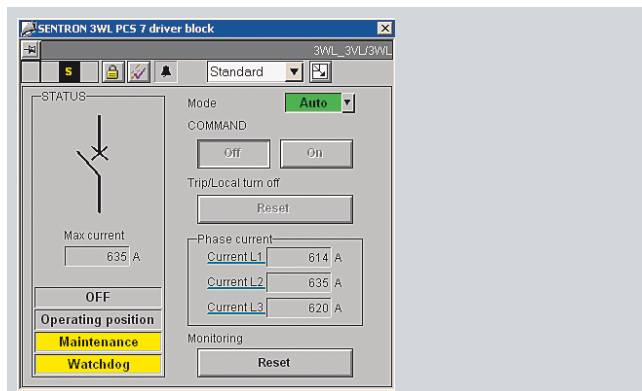 SENTRON 3WL PCS 7 driver block
3WL_3VL/3WL
S
Standard
STATUS
Mode
Auto
COMMAND
Off
On
Trip/Local turn off
Reset
Max current
635 A
Phase current
Current L1 614 A
Current L2 635 A
Current L3 620 A
OFF
Operating position
Maintenance
Watchdog
Monitoring
Reset